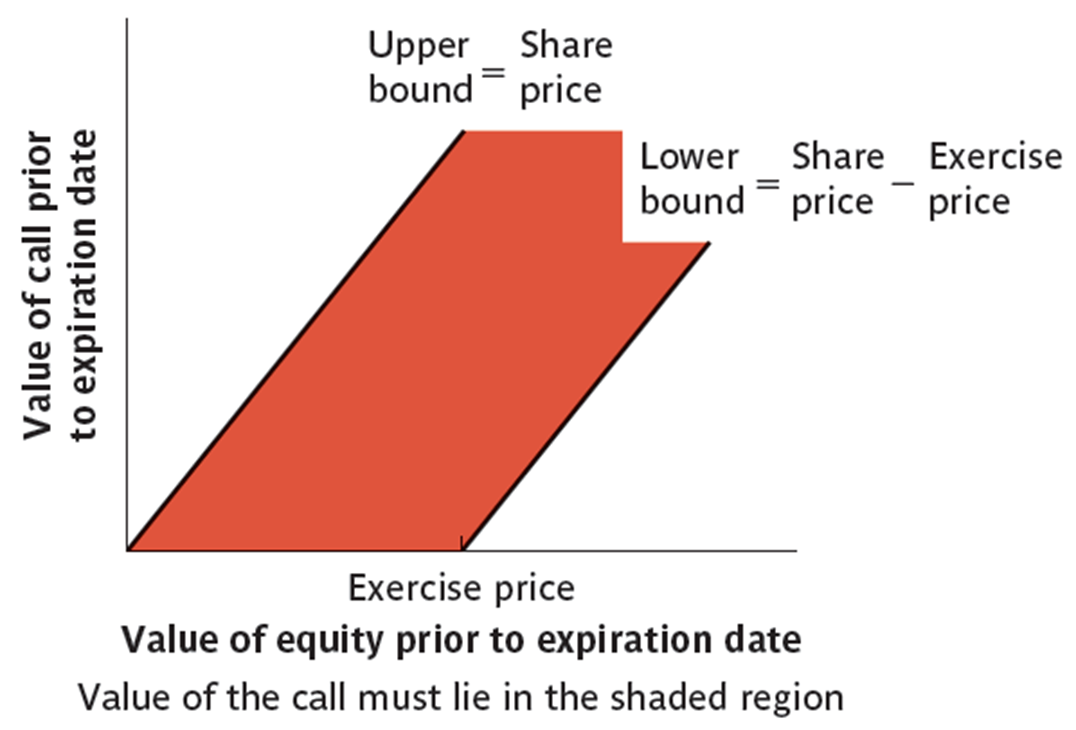 Upper bound = Share price
Lower bound = Share price − Exercise price
Value of call prior
to expiration date
Exercise price
Value of equity prior to expiration date
Value of the call must lie in the shaded region